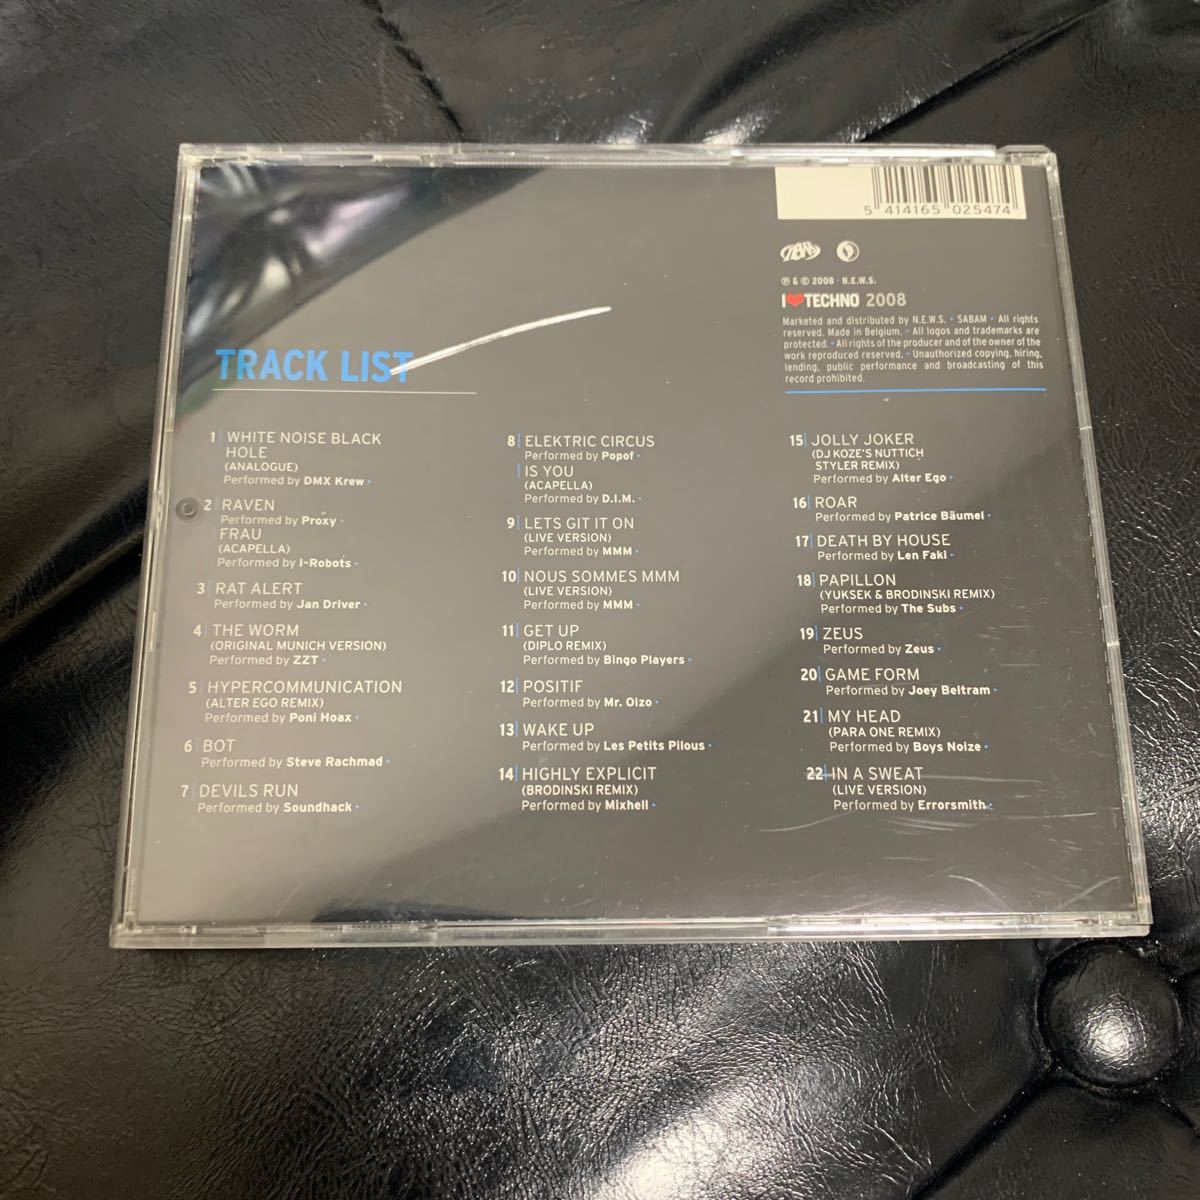 5 414165 025474
℗ & © 2008 · N.E.W.S.
I❤TECHNO 2008
Marketed and distributed by N.E.W.S. • SABAM • All rights
reserved. Made in Belgium. • All logos and trademarks are
protected. • All rights of the producer and of the owner of the
work reproduced reserved. • Unauthorized copying, hiring,
lending, public performance and broadcasting of this
record prohibited.
TRACK LIST
1 WHITE NOISE BLACK
HOLE
(ANALOGUE)
Performed by DMX Krew •
2 RAVEN
Performed by Proxy •
FRAU
(ACAPELLA)
Performed by I-Robots •
3 RAT ALERT
Performed by Jan Driver •
4 THE WORM
(ORIGINAL MUNICH VERSION)
Performed by ZZT •
5 HYPERCOMMUNICATION
(ALTER EGO REMIX)
Performed by Poni Hoax •
6 BOT
Performed by Steve Rachmad •
7 DEVILS RUN
Performed by Soundhack •
8 ELEKTRIC CIRCUS
Performed by Popof •
IS YOU
(ACAPELLA)
Performed by D.I.M. •
9 LETS GIT IT ON
(LIVE VERSION)
Performed by MMM •
10 NOUS SOMMES MMM
(LIVE VERSION)
Performed by MMM •
11 GET UP
(DIPLO REMIX)
Performed by Bingo Players •
12 POSITIF
Performed by Mr. Oizo •
13 WAKE UP
Performed by Les Petits Pilous •
14 HIGHLY EXPLICIT
(BRODINSKI REMIX)
Performed by Mixhell •
15 JOLLY JOKER
(DJ KOZE'S NUTTICH
STYLER REMIX)
Performed by Alter Ego •
16 ROAR
Performed by Patrice Bäumel •
17 DEATH BY HOUSE
Performed by Len Faki •
18 PAPILLON
(YUKSEK & BRODINSKI REMIX)
Performed by The Subs •
19 ZEUS
Performed by Zeus •
20 GAME FORM
Performed by Joey Beltram •
21 MY HEAD
(PARA ONE REMIX)
Performed by Boys Noize •
22 IN A SWEAT
(LIVE VERSION)
Performed by Errorsmith •